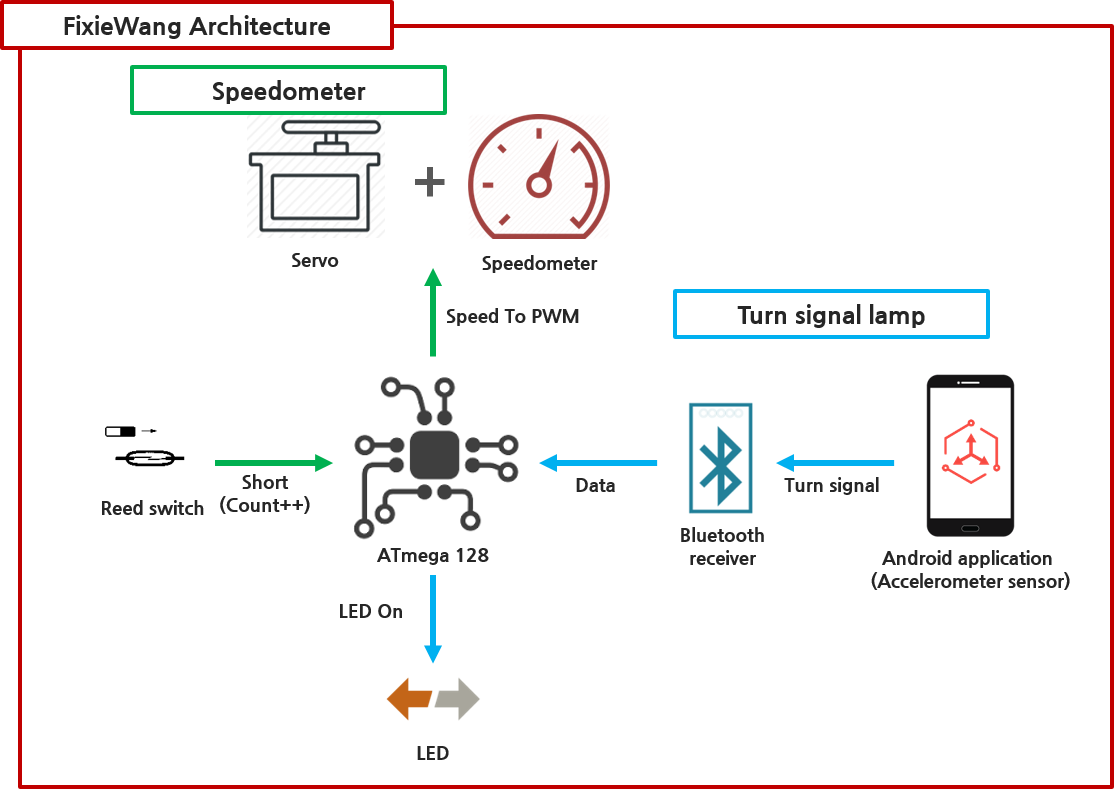 FixieWang Architecture
Speedometer
Servo
Speedometer
Speed To PWM
Turn signal lamp
Reed switch
Short
(Count++)
ATmega 128
Data
Bluetooth
receiver
Turn signal
Android application
(Accelerometer sensor)
LED On
LED